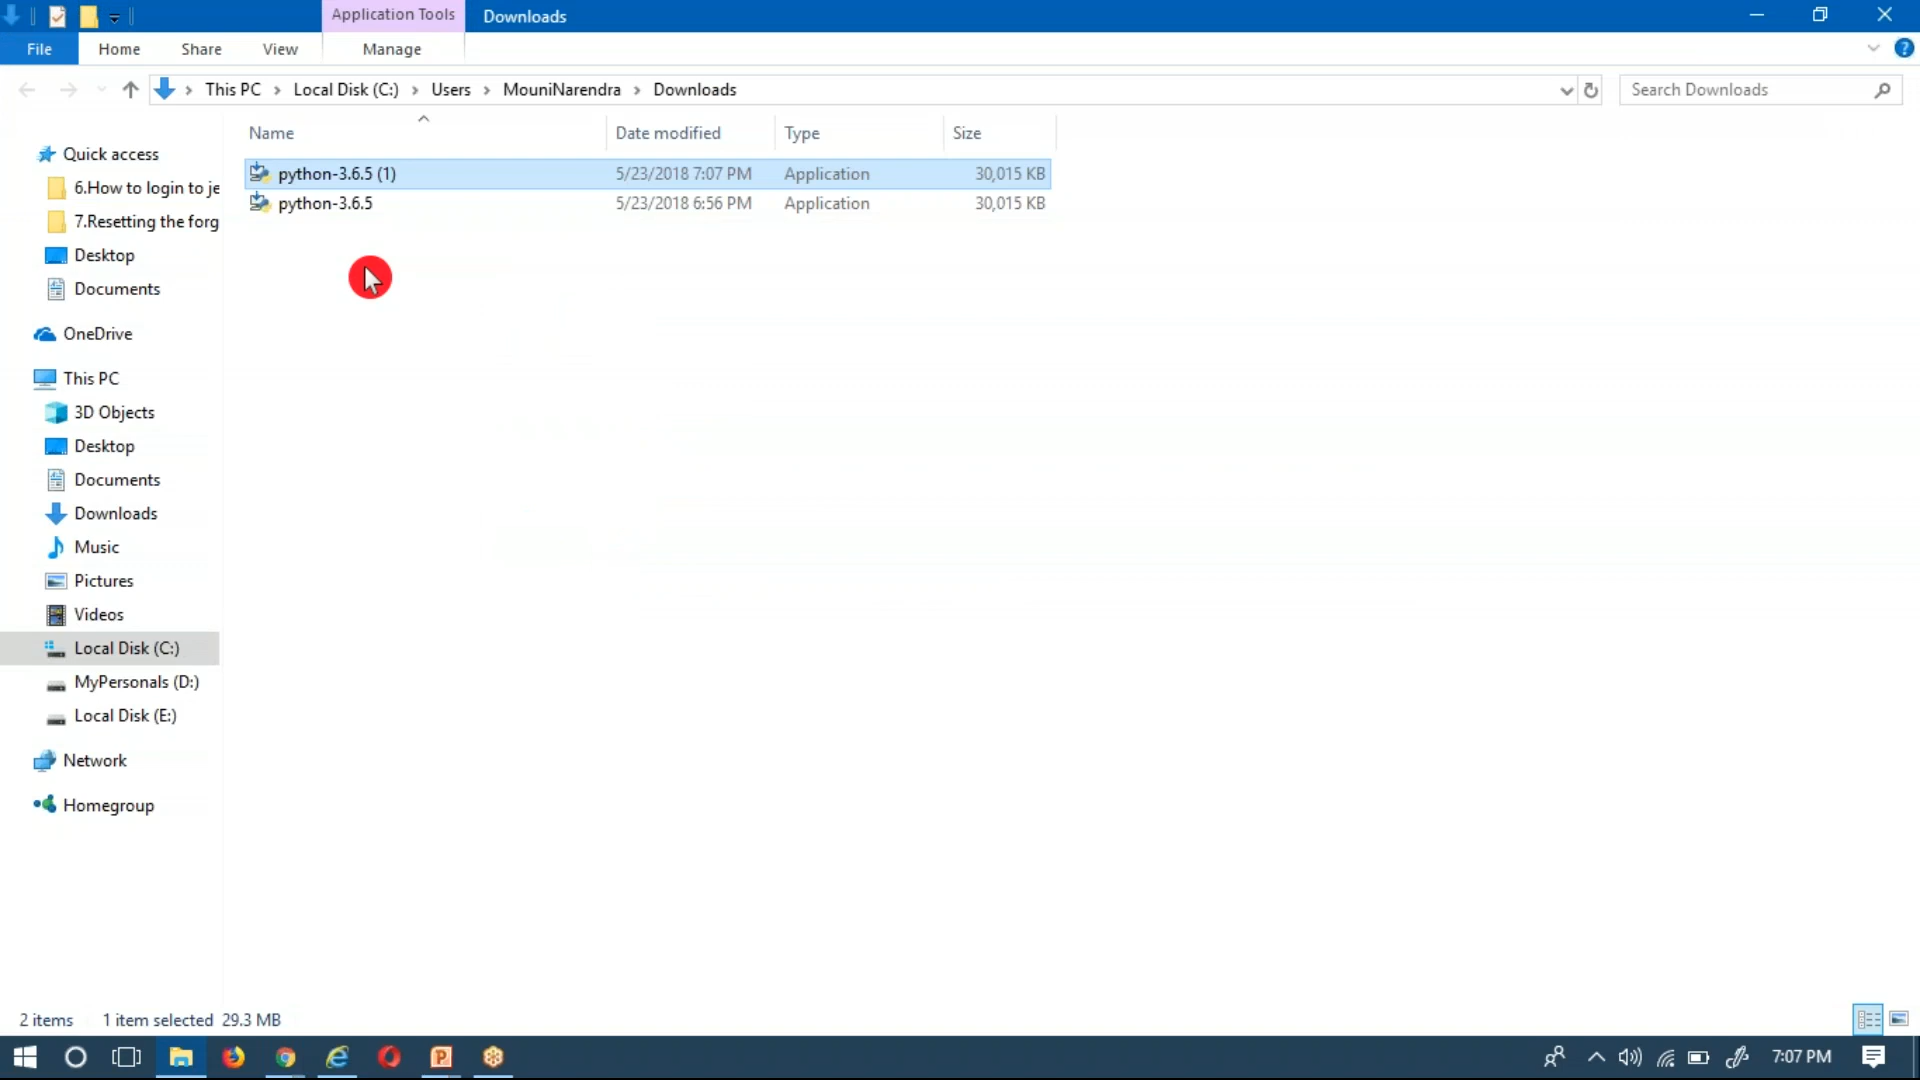 Application Tools
Downloads
File
Home
Share
View
Manage
This PC
Local Disk (C:)
Users
MouniNarendra
Downloads
Search Downloads
Name
Date modified
Type
Size
python-3.6.5 (1)
5/23/2018 7:07 PM
Application
30,015 KB
python-3.6.5
5/23/2018 6:56 PM
Application
30,015 KB
Quick access
6.How to login to je
7.Resetting the forg
Desktop
Documents
OneDrive
This PC
3D Objects
Desktop
Documents
Downloads
Music
Pictures
Videos
Local Disk (C:)
MyPersonals (D:)
Local Disk (E:)
Network
Homegroup
2 items
1 item selected 29.3 MB
7:07 PM